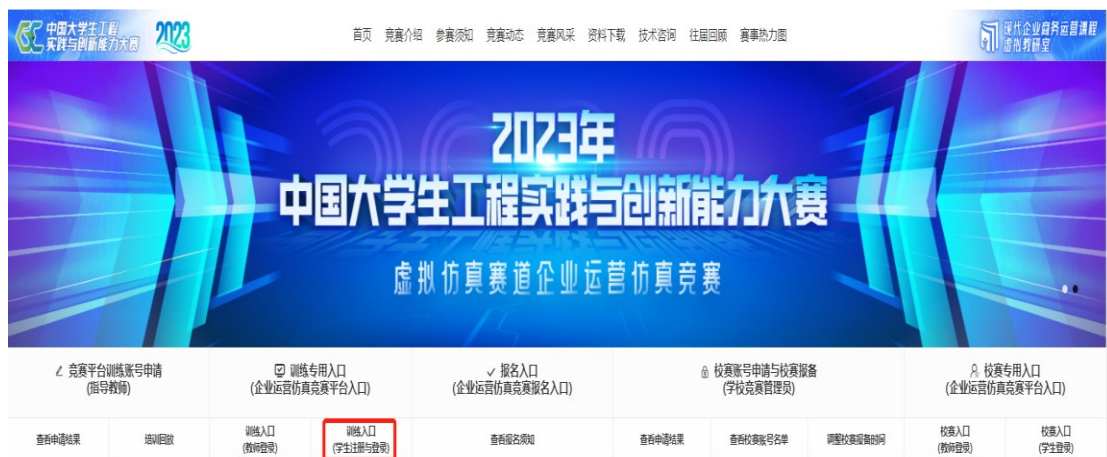 中国大学生工程
实践与创新能力大赛
2023
首页 竞赛介绍 参赛须知 竞赛动态 竞赛风采 资料下载 技术咨询 往届回顾 赛事热力图
现代企业商务运营课程
虚拟教研室
2023年
中国大学生工程实践与创新能力大赛
虚拟仿真赛道企业运营仿真竞赛
竞赛平台训练账号申请
(指导教师)
训练专用入口
(企业运营仿真竞赛平台入口)
报名入口
(企业运营仿真竞赛报名入口)
校赛账号申请与校赛报备
(学校竞赛管理员)
校赛专用入口
(企业运营仿真竞赛平台入口)
查看申请结果
培训回放
训练入口
(教师登录)
训练入口
(学生注册与登录)
查看报名须知
查看申请结果
查看校赛账号名单
调整校赛报备时间
校赛入口
(教师登录)
校赛入口
(学生登录)